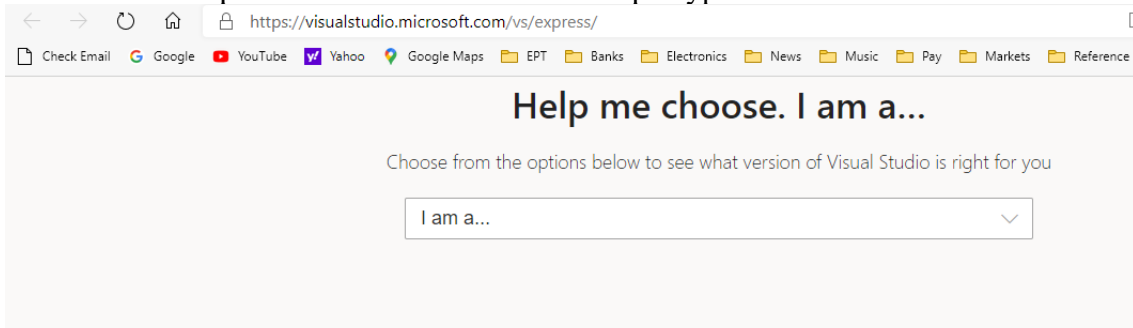 https://visualstudio.microsoft.com/vs/express/
Check Email Google YouTube Yahoo Google Maps EPT Banks Electronics News Music Pay Markets Reference
Help me choose. I am a...
Choose from the options below to see what version of Visual Studio is right for you
I am a...